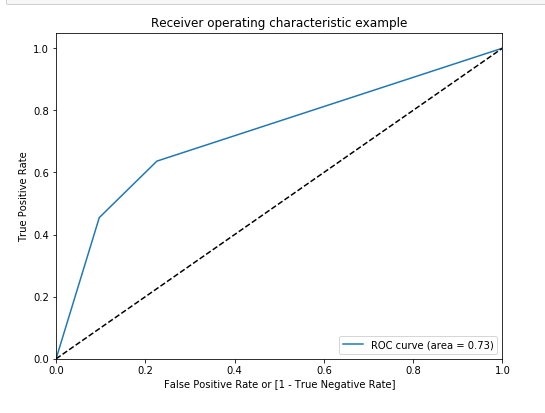 Receiver operating characteristic example
1.0
0.8
0.6
0.4
0.2
0.0
True Positive Rate
ROC curve (area = 0.73)
0.0 0.2 0.4 0.6 0.8 1.0
False Positive Rate or [1 - True Negative Rate]